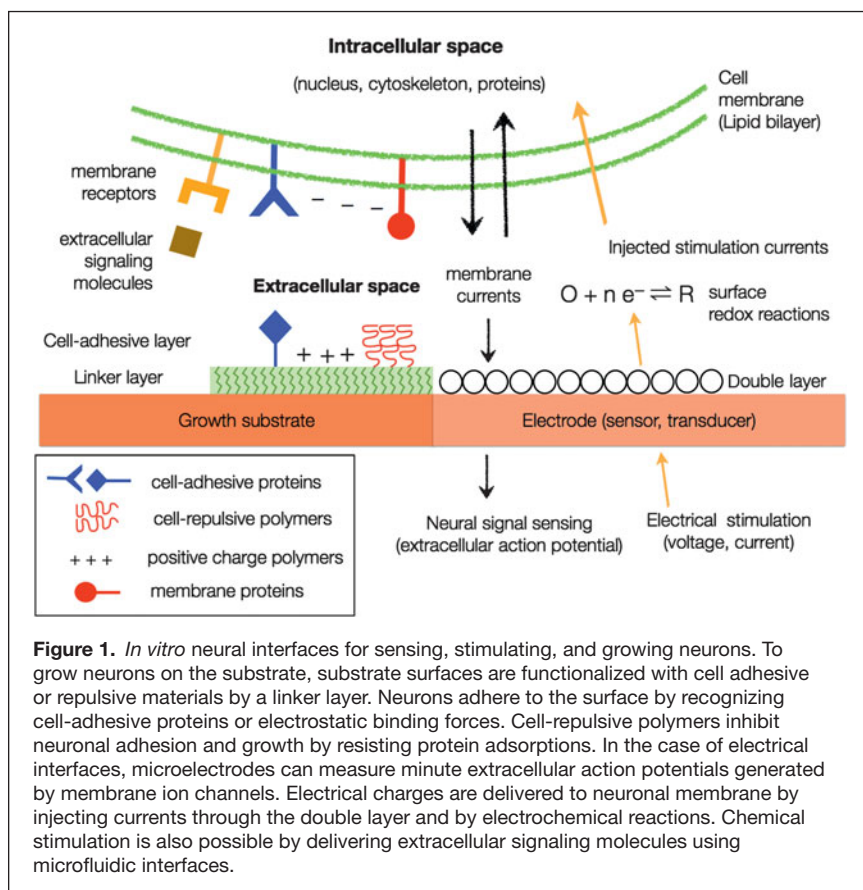 Intracellular space
(nucleus, cytoskeleton, proteins)
Cell
membrane
(Lipid bilayer)
membrane
receptors
– – –
extracellular
signaling
molecules
Injected stimulation currents
Extracellular space
membrane
currents
O + n e⁻ ⇌ R
surface
redox reactions
Cell-adhesive layer
+ + +
Linker layer
Double layer
Growth substrate
Electrode (sensor, transducer)
cell-adhesive proteins
cell-repulsive polymers
+ + + positive charge polymers
membrane proteins
Neural signal sensing
(extracellular action potential)
Electrical stimulation
(voltage, current)
Figure 1. In vitro neural interfaces for sensing, stimulating, and growing neurons. To
grow neurons on the substrate, substrate surfaces are functionalized with cell adhesive
or repulsive materials by a linker layer. Neurons adhere to the surface by recognizing
cell-adhesive proteins or electrostatic binding forces. Cell-repulsive polymers inhibit
neuronal adhesion and growth by resisting protein adsorptions. In the case of electrical
interfaces, microelectrodes can measure minute extracellular action potentials generated
by membrane ion channels. Electrical charges are delivered to neuronal membrane by
injecting currents through the double layer and by electrochemical reactions. Chemical
stimulation is also possible by delivering extracellular signaling molecules using
microfluidic interfaces.